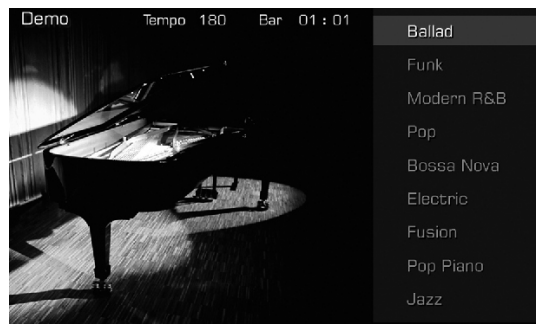 Demo Tempo 180 Bar 01 : 01
Ballad
Funk
Modern R&B
Pop
Bossa Nova
Electric
Fusion
Pop Piano
Jazz